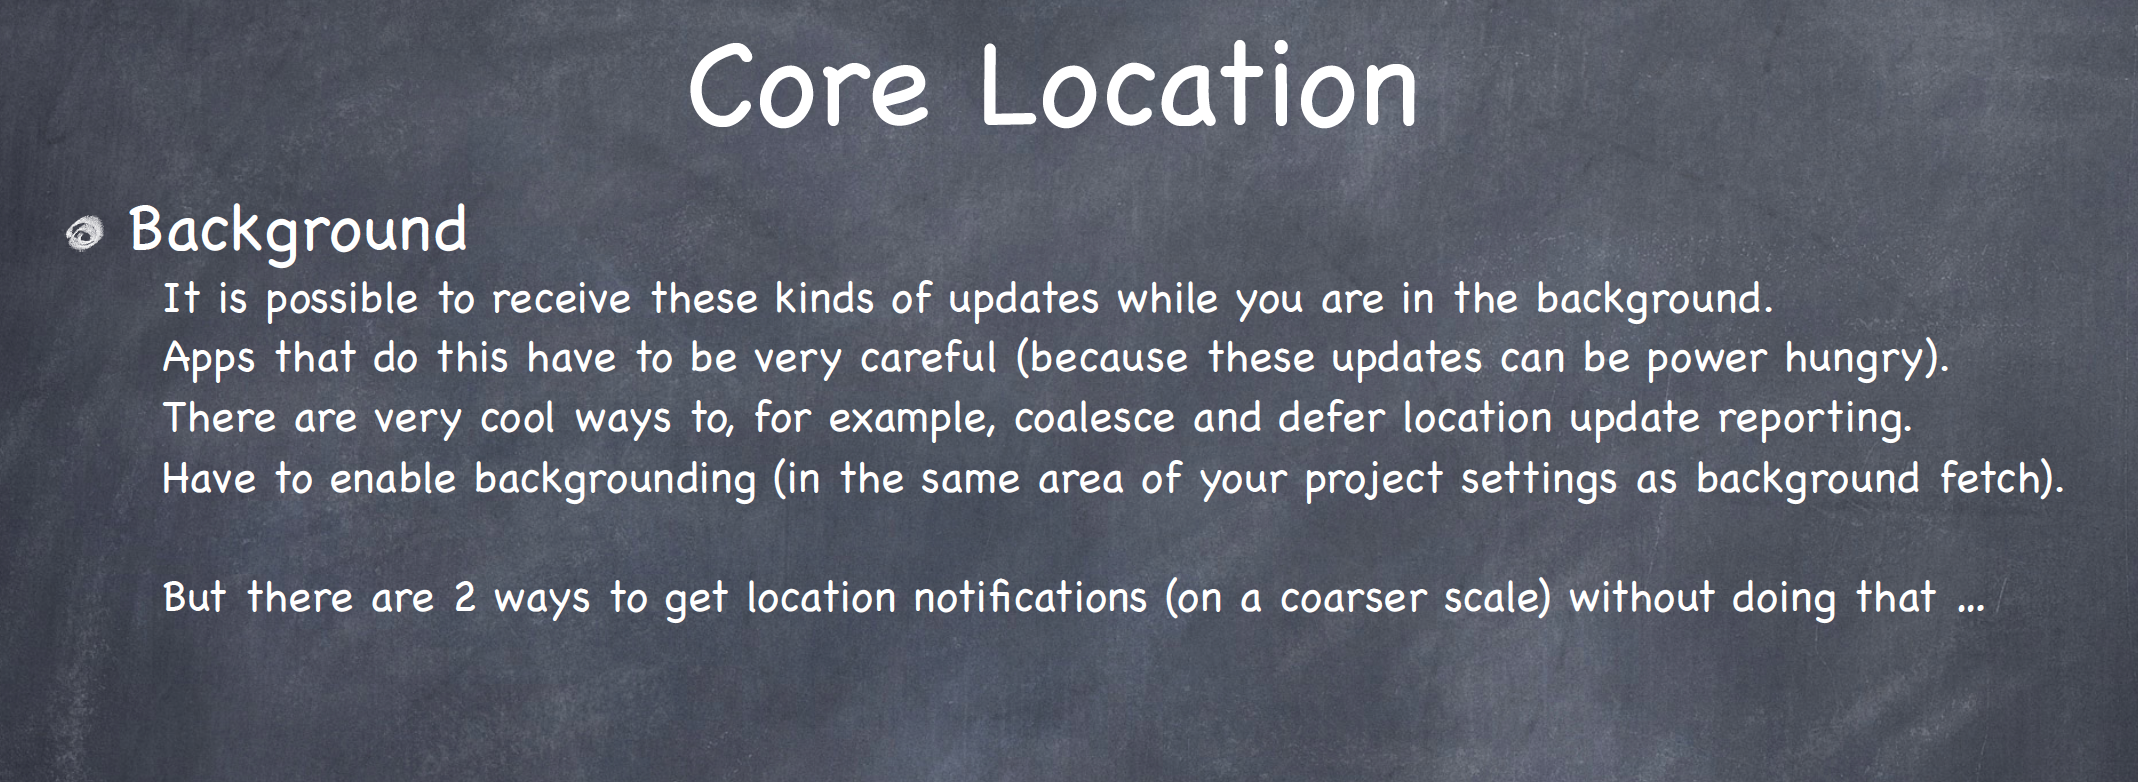 Core Location
Background
It is possible to receive these kinds of updates while you are in the background.
Apps that do this have to be very careful (because these updates can be power hungry).
There are very cool ways to, for example, coalesce and defer location update reporting.
Have to enable backgrounding (in the same area of your project settings as background fetch).
But there are 2 ways to get location notifications (on a coarser scale) without doing that ...